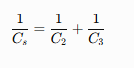 1/C_s = 1/C_2 + 1/C_3